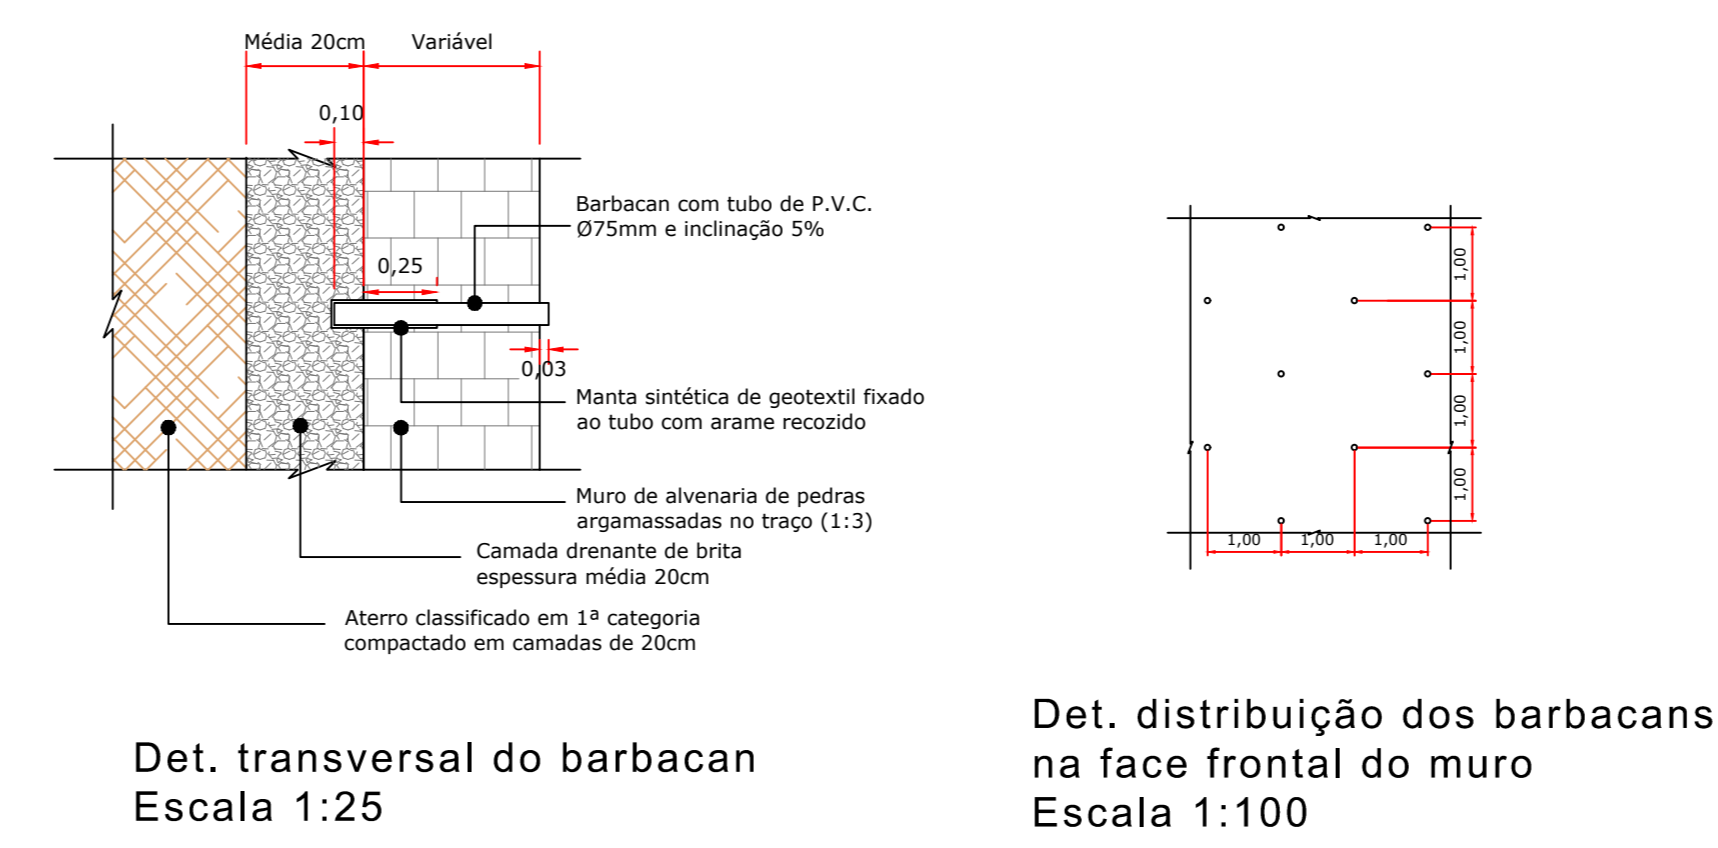 Média 20cm
Variável
0,10
Barbacan com tubo de P.V.C.
Ø75mm e inclinação 5%
0,25
0,03
Manta sintética de geotextil fixado
ao tubo com arame recozido
Muro de alvenaria de pedras
argamassadas no traço (1:3)
Camada drenante de brita
espessura média 20cm
Aterro classificado em 1ª categoria
compactado em camadas de 20cm
Det. transversal do barbacan
Escala 1:25
1,00
1,00
1,00
1,00
1,00
1,00
1,00
Det. distribuição dos barbacans
na face frontal do muro
Escala 1:100